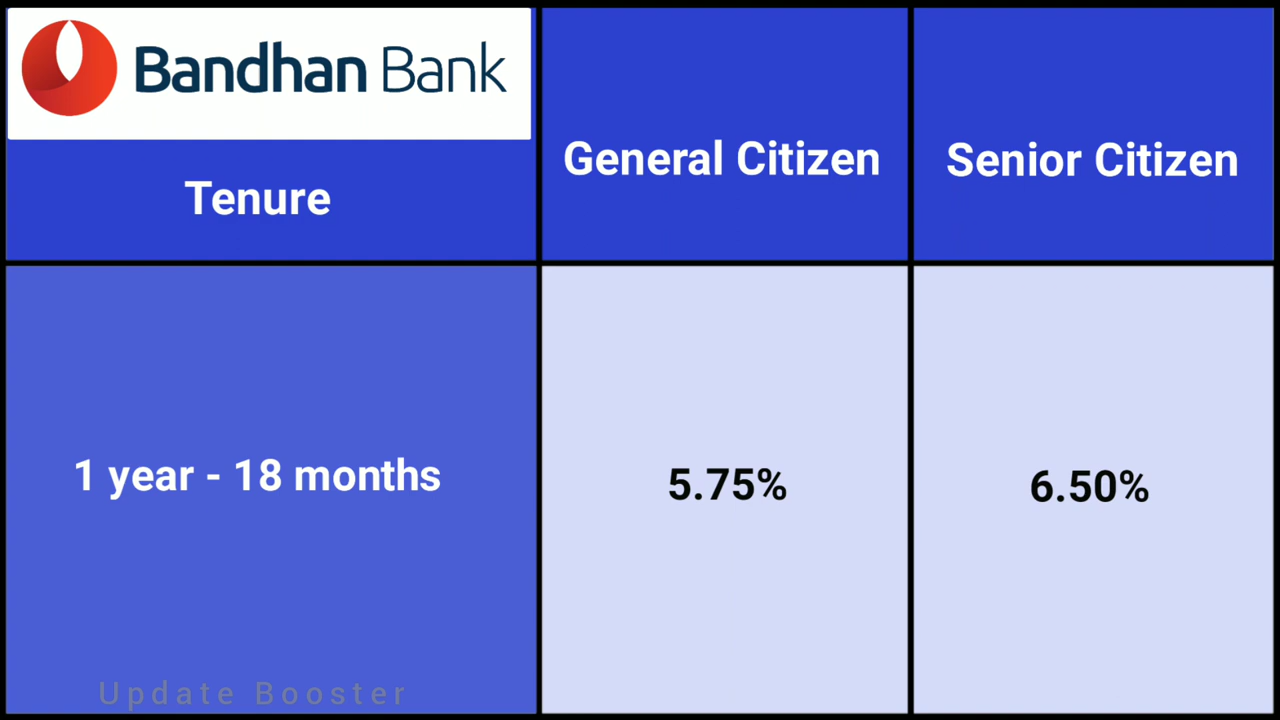 Bandhan Bank
Tenure
General Citizen
Senior Citizen
1 year - 18 months
5.75%
6.50%
Update Booster